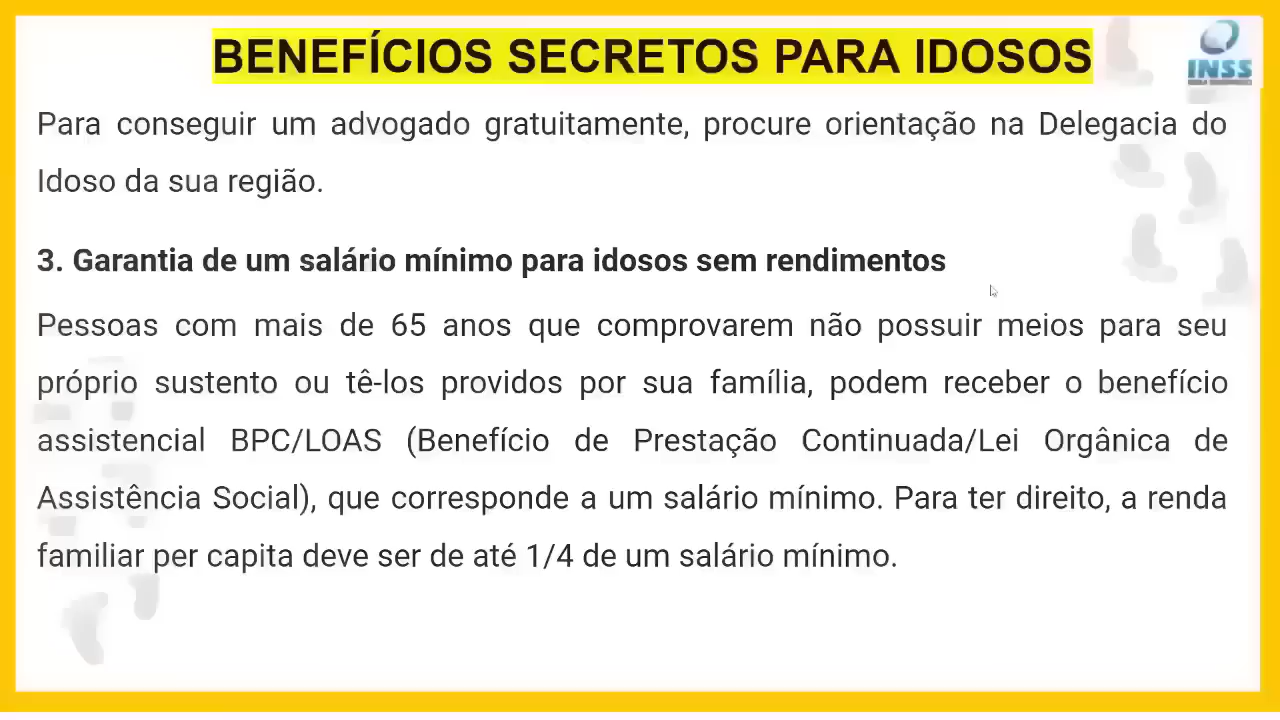 BENEFÍCIOS SECRETOS PARA IDOSOS
INSS
Para conseguir um advogado gratuitamente, procure orientação na Delegacia do
Idoso da sua região.
3. Garantia de um salário mínimo para idosos sem rendimentos
Pessoas com mais de 65 anos que comprovarem não possuir meios para seu
próprio sustento ou tê-los providos por sua família, podem receber o benefício
assistencial BPC/LOAS (Benefício de Prestação Continuada/Lei Orgânica de
Assistência Social), que corresponde a um salário mínimo. Para ter direito, a renda
familiar per capita deve ser de até 1/4 de um salário mínimo.